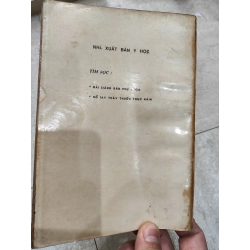 NHÀ XUẤT BẢN Y HỌC
TÌM ĐỌC :
• BÀI GIẢNG SẢN PHỤ - KHOA
• SỔ TAY THẦY THUỐC THỰC HÀNH